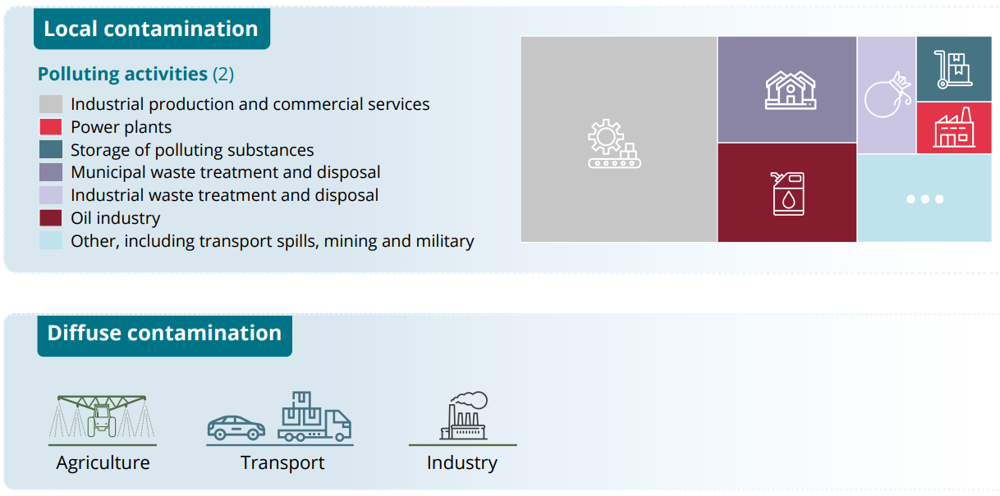 Local contamination
Polluting activities (2)
Industrial production and commercial services
Power plants
Storage of polluting substances
Municipal waste treatment and disposal
Industrial waste treatment and disposal
Oil industry
Other, including transport spills, mining and military
Diffuse contamination
Agriculture
Transport
Industry